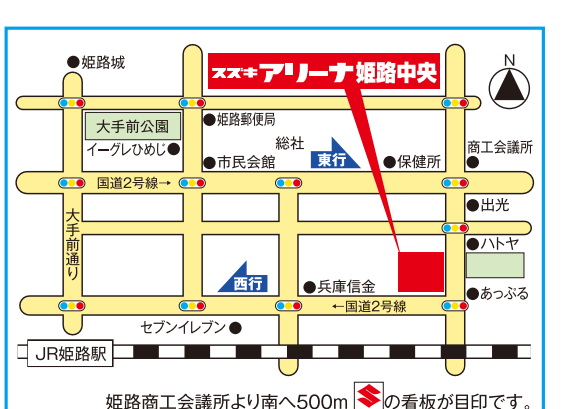 姫路城
スズキアリーナ姫路中央
N
大手前公園
姫路郵便局
イーグレひめじ
総社
東行
商工会議所
市民会館
保健所
国道2号線→
出光
大手前通り
ハトヤ
西行
兵庫信金
あっぷる
←国道2号線
セブンイレブン
JR姫路駅
姫路商工会議所より南へ500m
の看板が目印です。